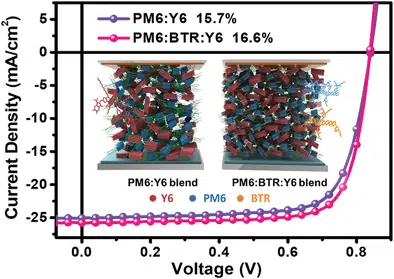 PM6:Y6 15.7%
PM6:BTR:Y6 16.6%
5
0
-5
-10
-15
-20
-25
Current Density (mA/cm²)
PM6:Y6 blend PM6:BTR:Y6 blend
Y6 PM6 BTR
0.0 0.2 0.4 0.6 0.8
Voltage (V)